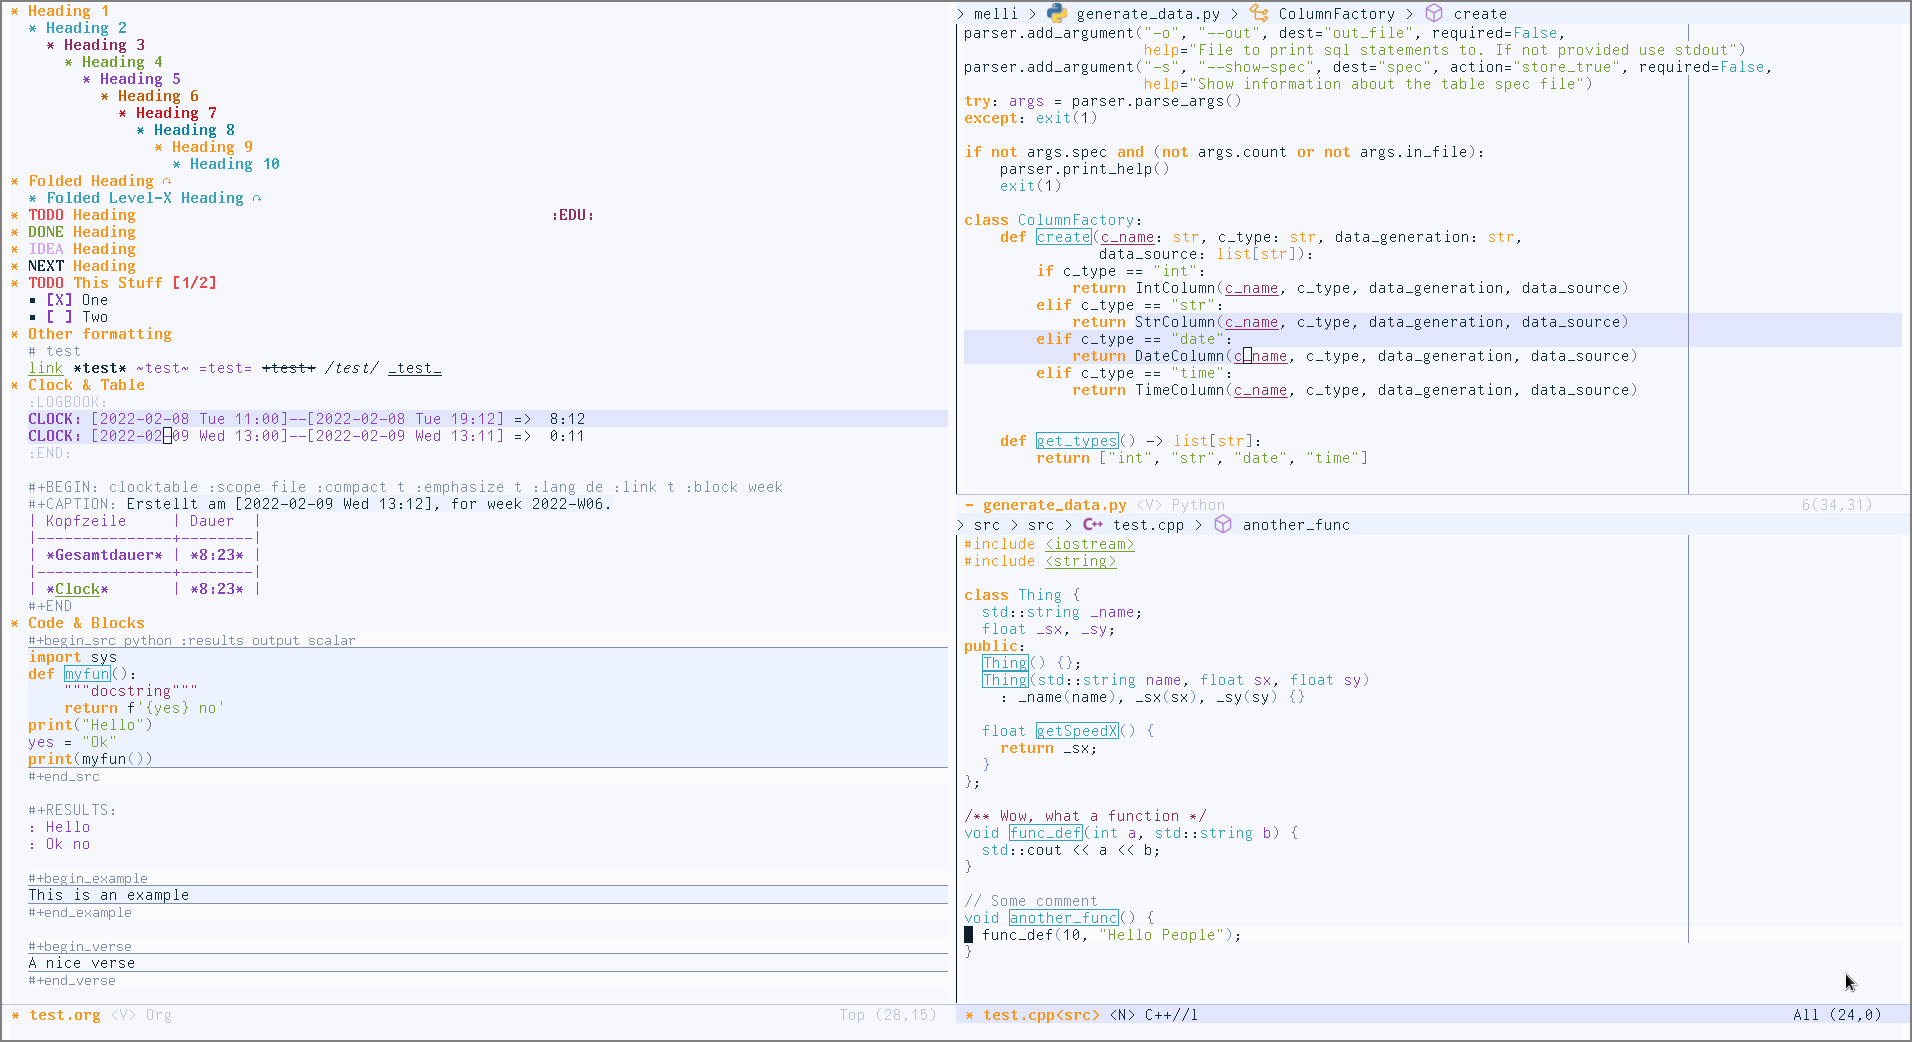 * Heading 1
* Heading 2
* Heading 3
* Heading 4
* Heading 5
* Heading 6
* Heading 7
* Heading 8
* Heading 9
* Heading 10
* Folded Heading ⤵
* Folded Level-X Heading ⤵
* TODO Heading :EDU:
* DONE Heading
* IDEA Heading
* NEXT Heading
* TODO This Stuff [1/2]
▪ [X] One
▪ [ ] Two
* Other formatting
# test
link *test* ~test~ =test= +test+ /test/ _test_
* Clock & Table
:LOGBOOK:
CLOCK: [2022-02-08 Tue 11:00]--[2022-02-08 Tue 19:12] =>  8:12
CLOCK: [2022-02-09 Wed 13:00]--[2022-02-09 Wed 13:11] =>  0:11
:END:
#+BEGIN: clocktable :scope file :compact t :emphasize t :lang de :link t :block week
#+CAPTION: Erstellt am [2022-02-09 Wed 13:12], for week 2022-W06.
| Kopfzeile     | Dauer  |
|---------------+--------|
| *Gesamtdauer* | *8:23* |
|---------------+--------|
| *Clock*       | *8:23* |
#+END
* Code & Blocks
#+begin_src python :results output scalar
import sys
def myfun():
    """docstring"""
    return f'{yes} no'
print("Hello")
yes = "Ok"
print(myfun())
#+end_src
#+RESULTS:
: Hello
: Ok no
#+begin_example
This is an example
#+end_example
#+begin_verse
A nice verse
#+end_verse
* test.org <V> Org Top (28,15)
> melli > generate_data.py > ColumnFactory > create
parser.add_argument("-o", "--out", dest="out_file", required=False,
                    help="File to print sql statements to. If not provided use stdout")
parser.add_argument("-s", "--show-spec", dest="spec", action="store_true", required=False,
                    help="Show information about the table spec file")
try: args = parser.parse_args()
except: exit(1)
if not args.spec and (not args.count or not args.in_file):
    parser.print_help()
    exit(1)
class ColumnFactory:
    def create(c_name: str, c_type: str, data_generation: str,
               data_source: list[str]):
        if c_type == "int":
            return IntColumn(c_name, c_type, data_generation, data_source)
        elif c_type == "str":
            return StrColumn(c_name, c_type, data_generation, data_source)
        elif c_type == "date":
            return DateColumn(c_name, c_type, data_generation, data_source)
        elif c_type == "time":
            return TimeColumn(c_name, c_type, data_generation, data_source)
    def get_types() -> list[str]:
        return ["int", "str", "date", "time"]
- generate_data.py <V> Python 6(34,31)
> src > src > C++ test.cpp > another_func
#include <iostream>
#include <string>
class Thing {
  std::string _name;
  float _sx, _sy;
public:
  Thing() {};
  Thing(std::string name, float sx, float sy)
    : _name(name), _sx(sx), _sy(sy) {}
  float getSpeedX() {
    return _sx;
  }
};
/** Wow, what a function */
void func_def(int a, std::string b) {
  std::cout << a << b;
}
// Some comment
void another_func() {
  func_def(10, "Hello People");
}
* test.cpp<src> <N> C++//l All (24,0)